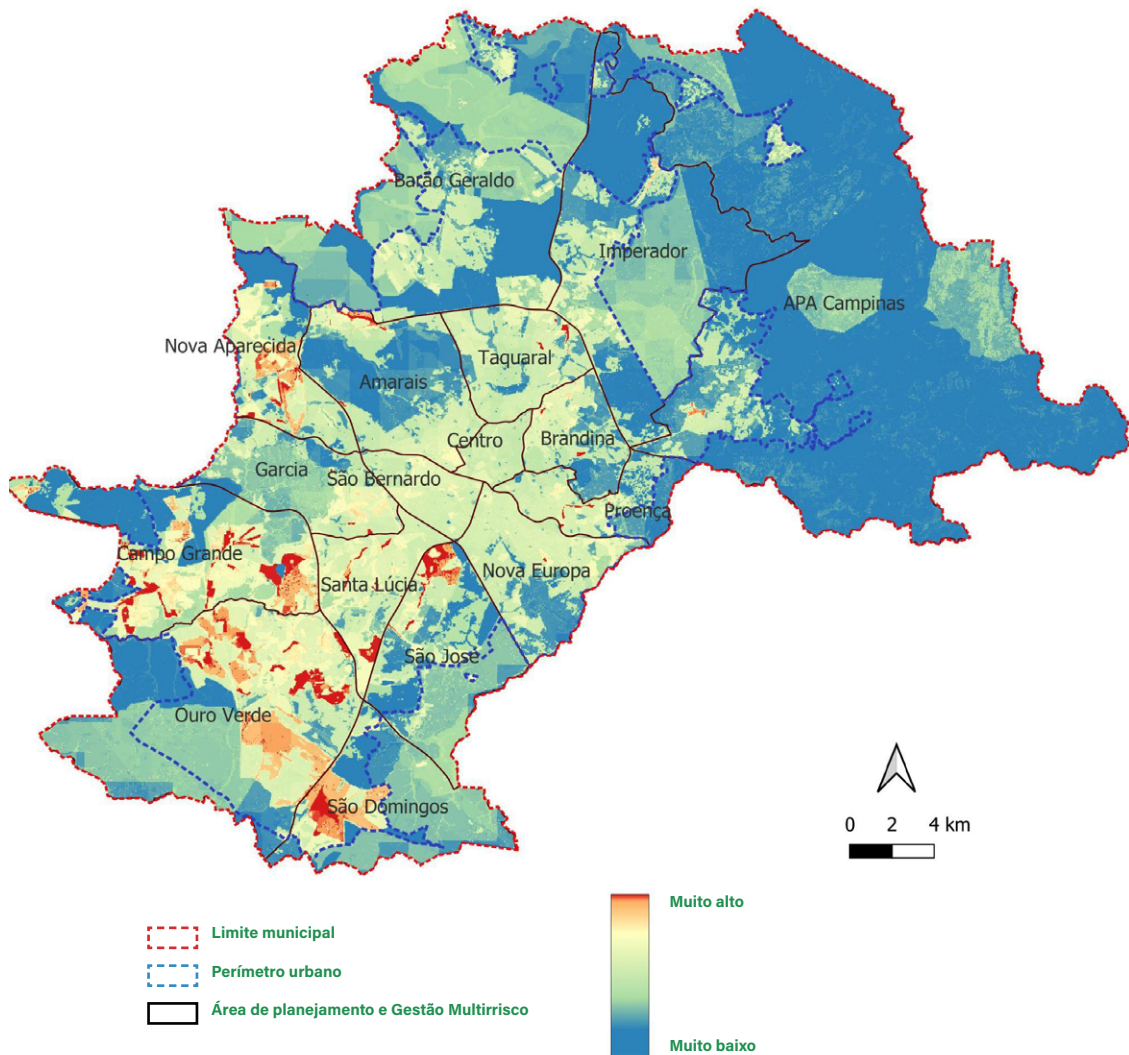 Barão Geraldo
Imperador
APA Campinas
Nova Aparecida
Taquaral
Amarais
Centro
Brandina
Garcia
São Bernardo
Proença
Campo Grande
Santa Lúcia
Nova Europa
São José
Ouro Verde
São Domingos
0 2 4 km
Muito alto
Limite municipal
Perímetro urbano
Área de planejamento e Gestão Multirrisco
Muito baixo